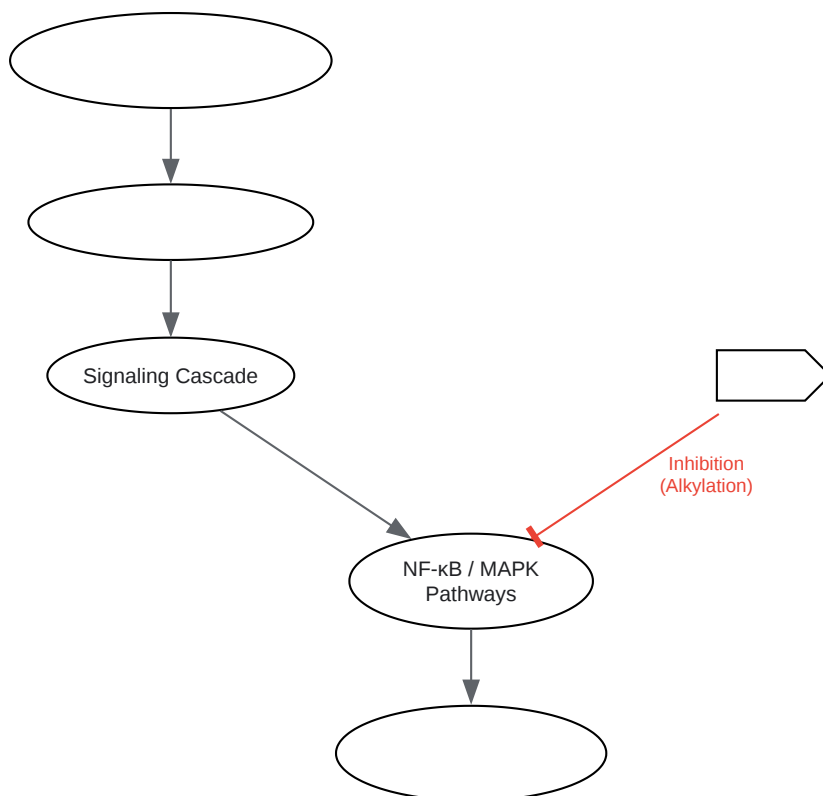 Signaling Cascade
Inhibition
(Alkylation)
NF-κB / MAPK
Pathways